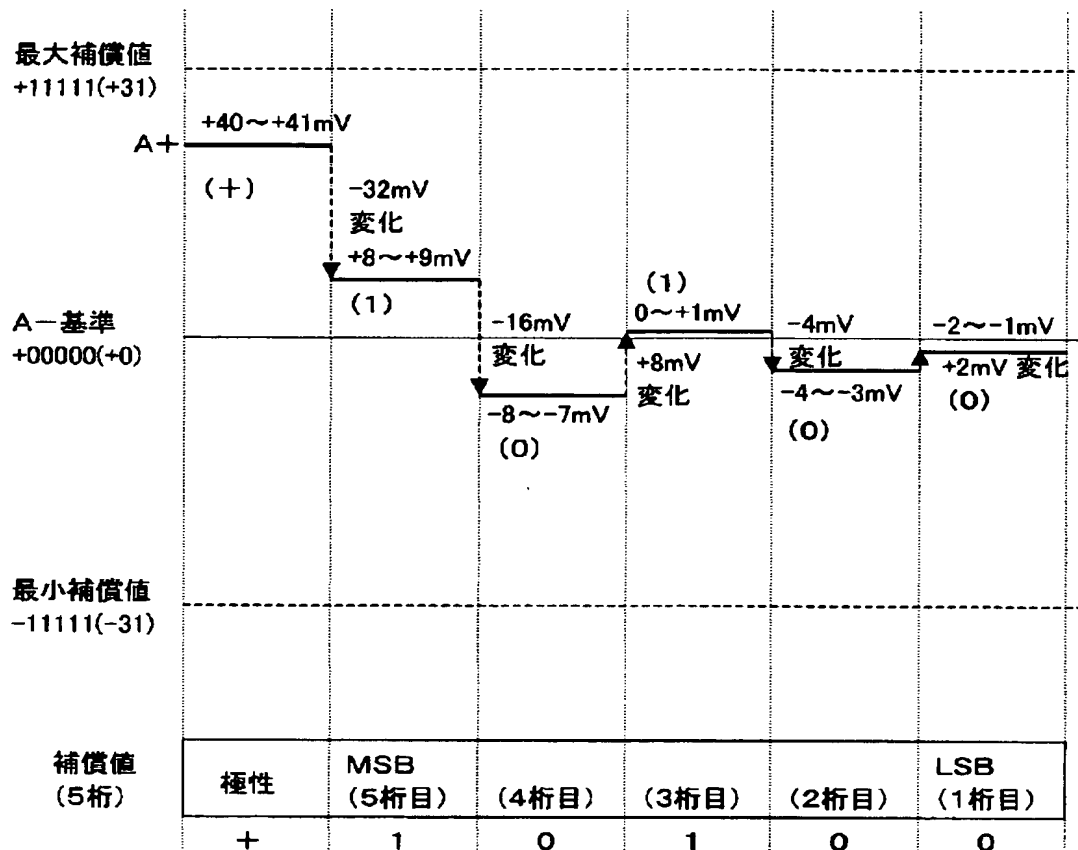 最大補償値
+11111(+31)
+40～+41mV
A+
(+)
-32mV
変化
+8～+9mV
(1)
(1)
0～+1mV
A－基準
+00000(+0)
-16mV
変化
+8mV
変化
-4mV
変化
-2～-1mV
+2mV 変化
(0)
-8～-7mV
(0)
-4～-3mV
(0)
最小補償値
-11111(-31)
補償値
(5桁)
極性
MSB
(5桁目)
(4桁目)
(3桁目)
(2桁目)
LSB
(1桁目)
+ 1 0 1 0 0